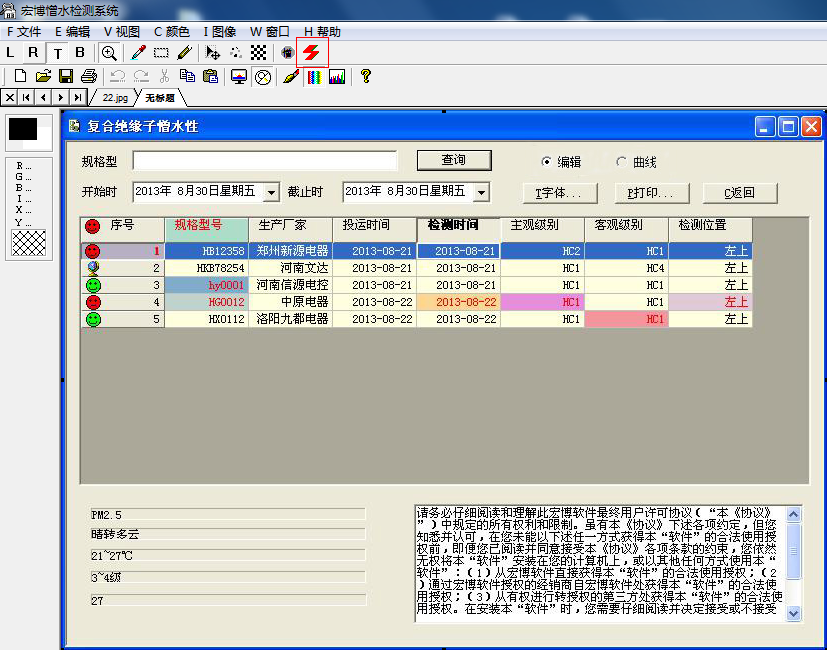 宏博憎水检测系统
F 文件 E 编辑 V 视图 C 颜色 I 图像 W 窗口 H 帮助
L R T B
22.jpg 无标题
复合绝缘子憎水性
规格型 查询 编辑 曲线
开始时 2013年 8月30日星期五 截止时 2013年 8月30日星期五 T字体... P打印... C返回
序号 规格型号 生产厂家 投运时间 检测时间 主观级别 客观级别 检测位置
1 HB12358 郑州新源电器 2013-08-21 2013-08-21 HC2 HC1 左上
2 HKB78254 河南文达 2013-08-21 2013-08-21 HC1 HC4 左上
3 hy0001 河南信源电控 2013-08-21 2013-08-21 HC1 HC1 左上
4 HG0012 中原电器 2013-08-22 2013-08-22 HC1 HC1 左上
5 HX0112 洛阳九都电器 2013-08-22 2013-08-22 HC1 HC1 左上
R...
G...
B...
I...
X...
Y...
PM2.5
晴转多云
21~27℃
3~4级
27
请务必仔细阅读和理解此宏博软件最终用户许可协议（“本《协议》
”）中规定的所有权利和限制。虽有本《协议》下述各项约定，但您
知悉并认可，在您未能以下述任一方式获得本“软件”的合法使用授
权前，即便您已阅读并同意接受本《协议》各项条款的约束，您依然
无权将本“软件”安装在您的计算机上，或以其他任何方式使用本“
软件”：（1）从宏博软件直接获得本“软件”的合法使用授权；（2
）通过宏博软件授权的经销商自宏博软件处获得本“软件”的合法使
用授权；（3）从有权进行转授权的第三方处获得本“软件”的合法使
用授权。在安装本“软件”时，您需要仔细阅读并决定接受或不接受